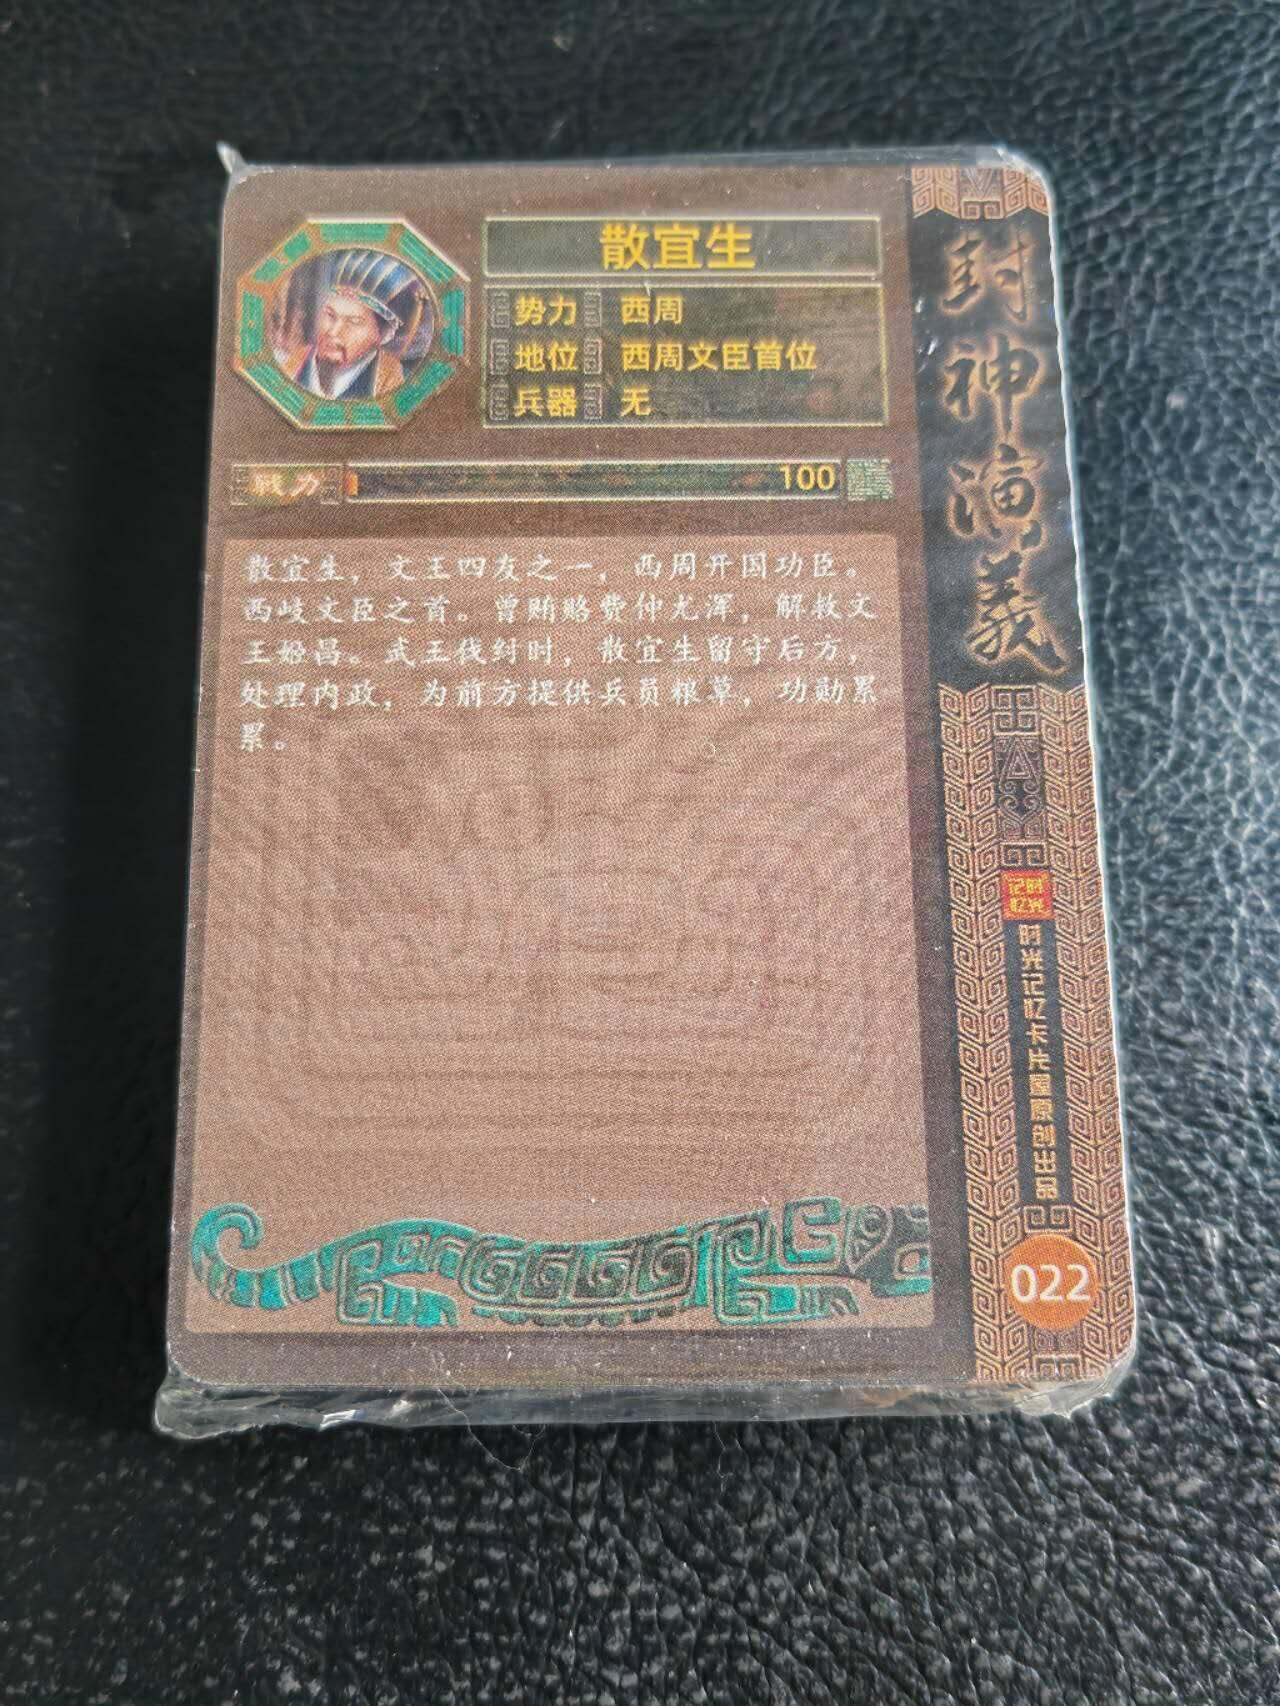 散宜生
势力 西周
地位 西周文臣首位
兵器 无
戰力 100
散宜生，文王四友之一，西周开国功臣。
西岐文臣之首。曾贿赂费仲尤浑，解救文
王姬昌。武王伐纣时，散宜生留守后方，
处理内政，为前方提供兵员粮草，功勋累
累。
封神演義
时光
记忆
时光记忆卡片屋原创出品
022